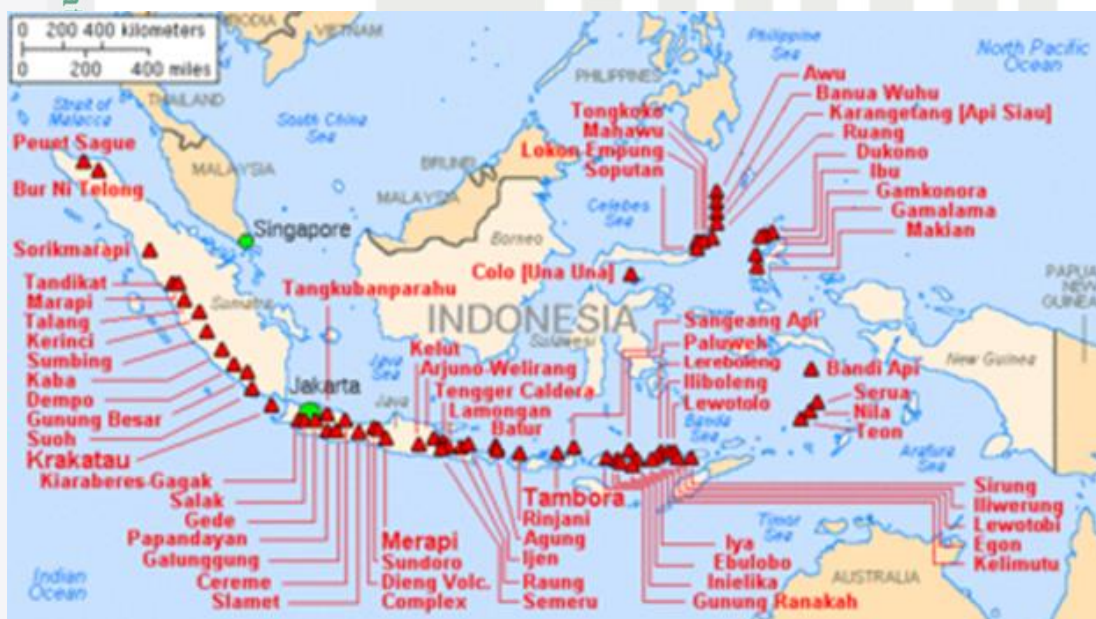 0 200 400 kilometers
0 200 400 miles
CAMBODIA
VIETNAM
THAILAND
Strait of
Malacca
South China
Sea
MALAYSIA
BRUNEI
MALAYSIA
PHILIPPINES
Philippine
Sea
North Pacific
Ocean
Celebes
Sea
Borneo
Singapore
Sumatra
INDONESIA
Sulawesi
Java
Sea
Jakarta
Jawa
Banda
Sea
New Guinea
PAPUA
NEW
GUINEA
Arafura
Sea
Timor
Sea
AUSTRALIA
Indian
Ocean
Peuet Sague
Bur Ni Telong
Sorikmarapi
Tandikat
Marapi
Talang
Kerinci
Sumbing
Kaba
Dempo
Gunung Besar
Suoh
Krakatau
Kiaraberes-Gagak
Salak
Gede
Papandayan
Galunggung
Cereme
Slamet
Tangkubanparahu
Merapi
Sundoro
Dieng Volc.
Complex
Kelut
Arjuno Welirang
Tengger Caldera
Lamongan
Batur
Tambora
Rinjani
Agung
Ijen
Raung
Semeru
Tongkoko
Mahawu
Lokon Empung
Soputan
Awu
Banua Wuhu
Karangetang [Api Siau]
Ruang
Dukono
Ibu
Gamkonora
Gamalama
Makian
Colo [Una Una]
Sangeang Api
Paluweh
Lereboleng
Iliboleng
Lewotolo
Bandi Api
Serua
Nila
Teon
Sirung
Iliwerung
Lewotobi
Egon
Kelimutu
Iya
Ebulobo
Inielika
Gunung Ranakah